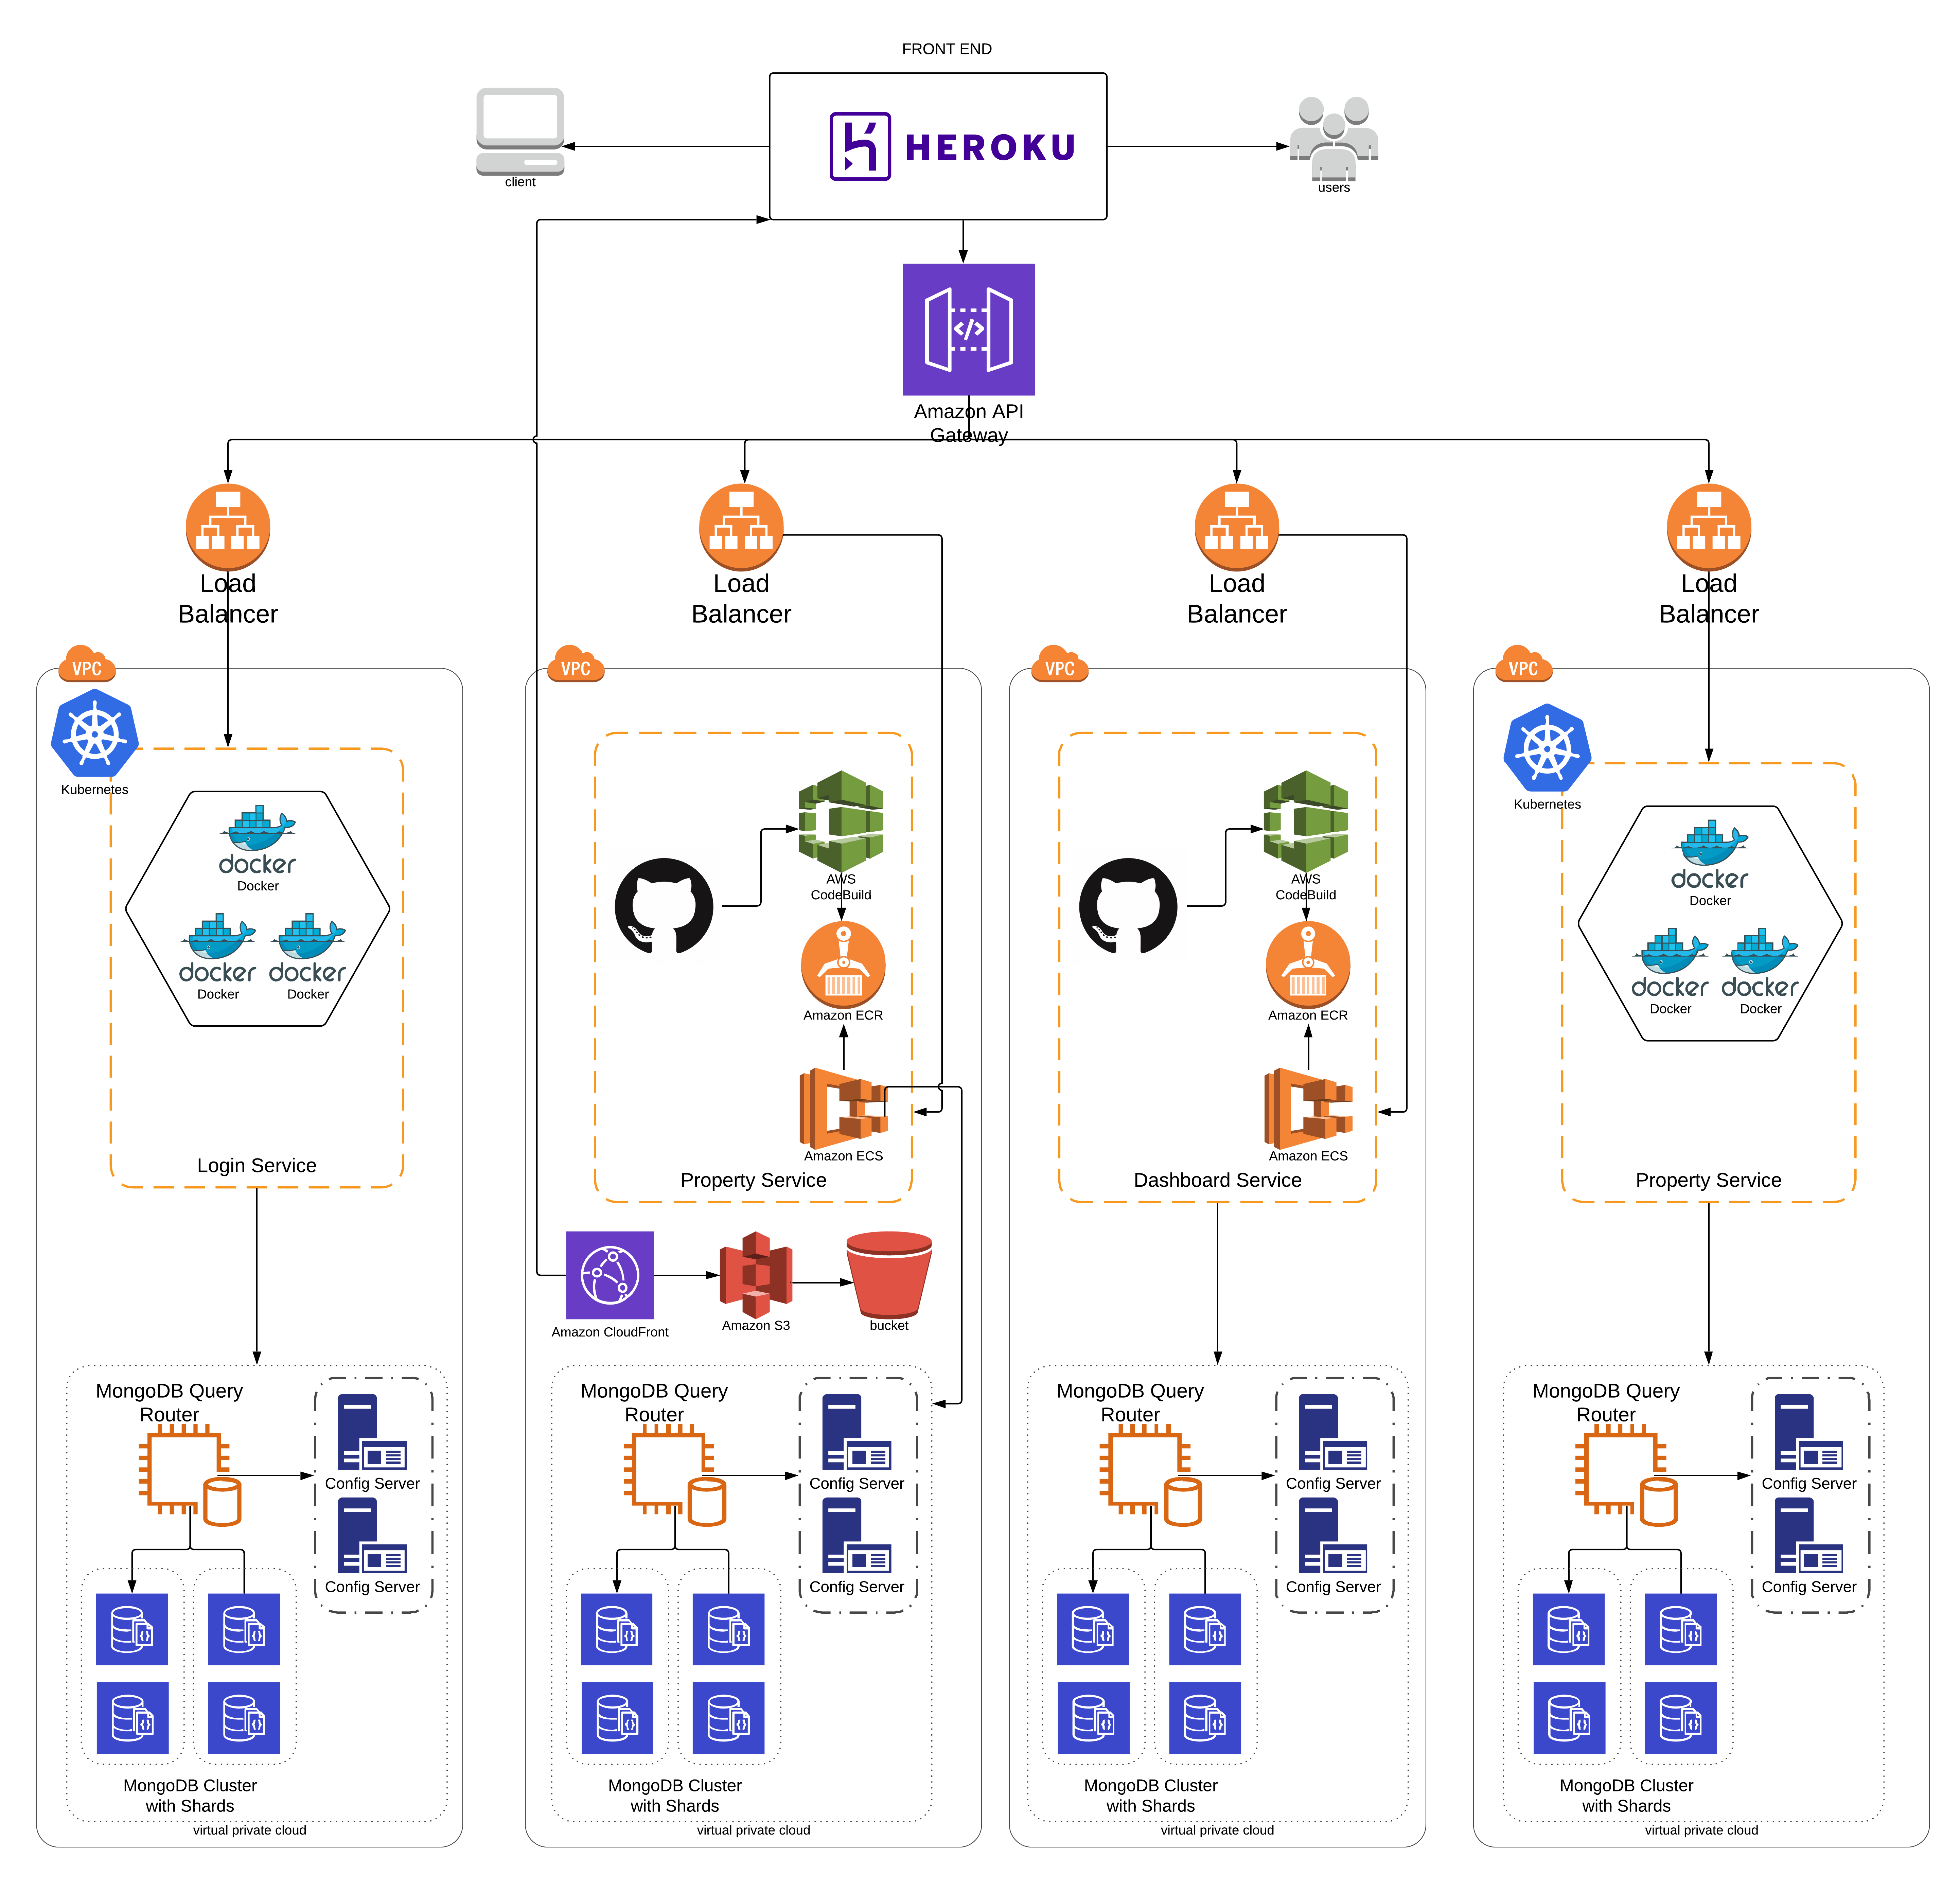 FRONT END
HEROKU
client
users
Amazon API
Gateway
Load
Balancer
Load
Balancer
Load
Balancer
Load
Balancer
VPC
VPC
VPC
VPC
Kubernetes
docker
Docker
docker
Docker
docker
Docker
Login Service
AWS
CodeBuild
Amazon ECR
Amazon ECS
Property Service
AWS
CodeBuild
Amazon ECR
Amazon ECS
Dashboard Service
Kubernetes
docker
Docker
docker
Docker
docker
Docker
Property Service
Amazon CloudFront
Amazon S3
bucket
MongoDB Query
Router
Config Server
Config Server
MongoDB Cluster
with Shards
virtual private cloud
MongoDB Query
Router
Config Server
Config Server
MongoDB Cluster
with Shards
virtual private cloud
MongoDB Query
Router
Config Server
Config Server
MongoDB Cluster
with Shards
virtual private cloud
MongoDB Query
Router
Config Server
Config Server
MongoDB Cluster
with Shards
virtual private cloud